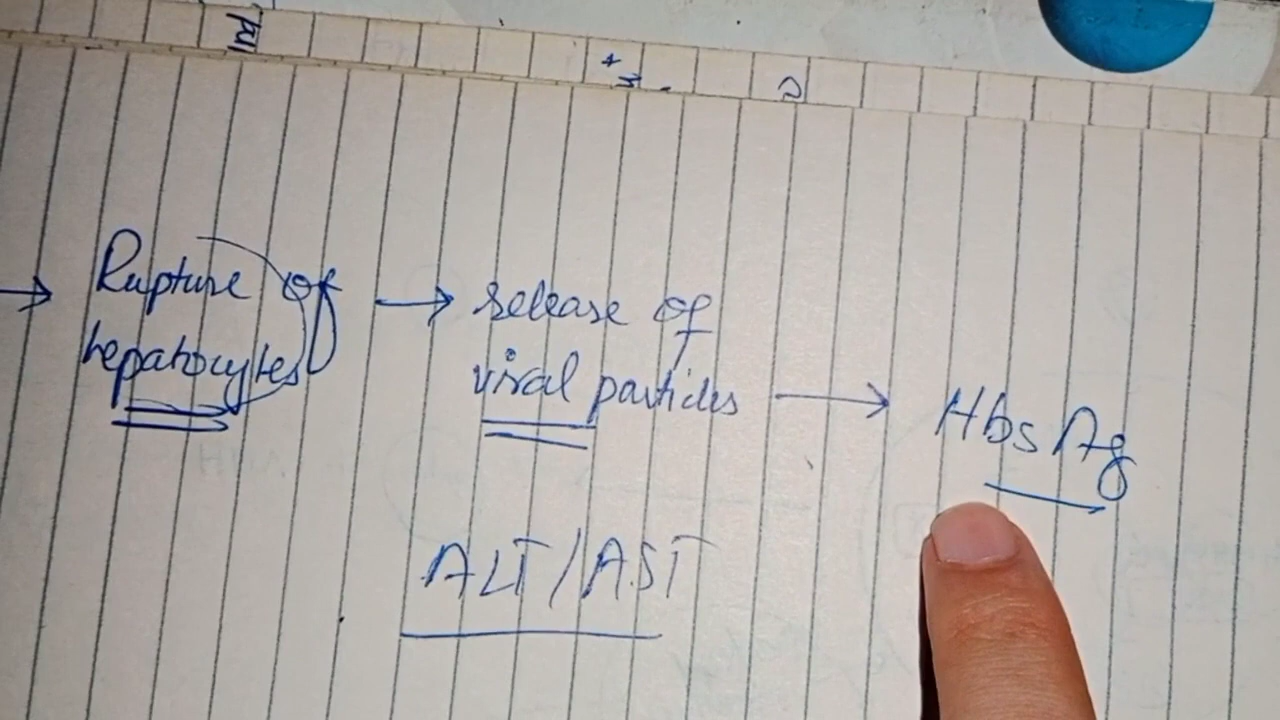 → Rupture of
hepatocytes
→ release of
viral particles
→ HbsAg
ALT/AST